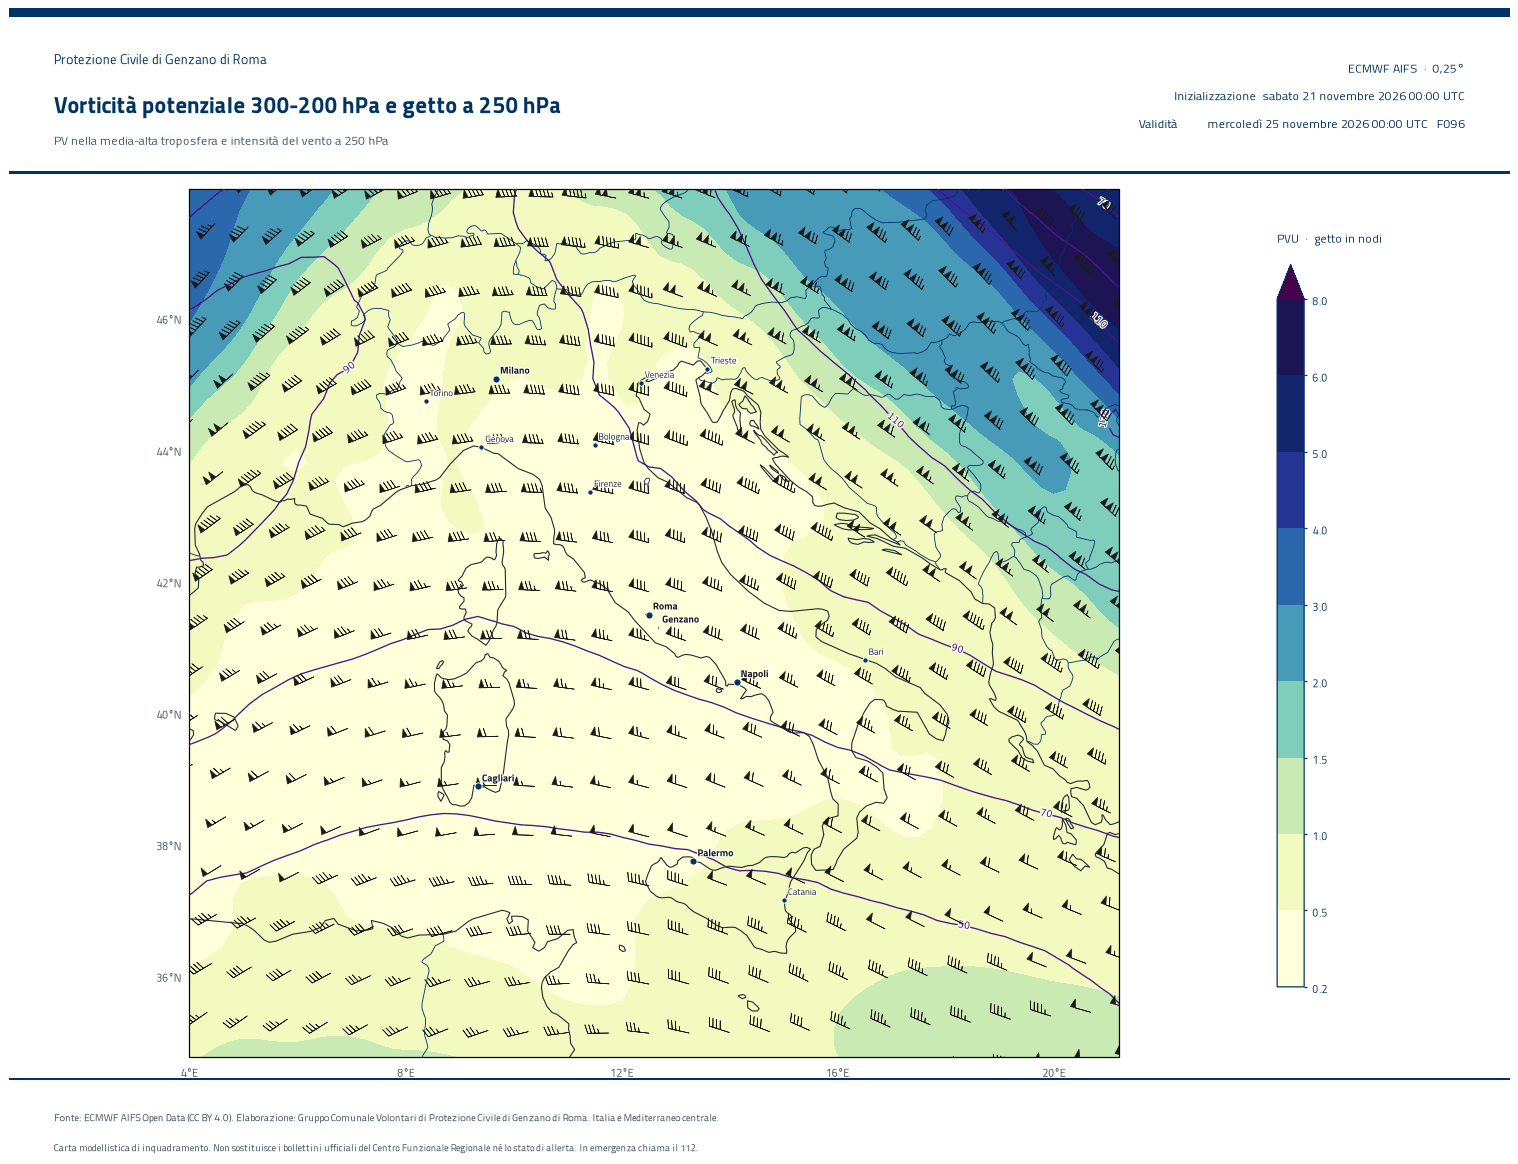 Protezione Civile di Genzano di Roma
Vorticità potenziale 300-200 hPa e getto a 250 hPa
PV nella media-alta troposfera e intensità del vento a 250 hPa
ECMWF AIFS · 0,25°
Inizializzazione sabato 21 novembre 2026 00:00 UTC
Validità mercoledì 25 novembre 2026 00:00 UTC F096
PVU · getto in nodi
8.0
6.0
5.0
4.0
3.0
2.0
1.5
1.0
0.5
0.2
46°N
44°N
42°N
40°N
38°N
36°N
4°E
8°E
12°E
16°E
20°E
110
90
110
90
70
50
Milano
Torino
Venezia
Trieste
Genova
Bologna
Firenze
Roma
Genzano
Bari
Napoli
Cagliari
Palermo
Catania
Fonte: ECMWF AIFS Open Data (CC BY 4.0). Elaborazione: Gruppo Comunale Volontari di Protezione Civile di Genzano di Roma. Italia e Mediterraneo centrale.
Carta modellistica di inquadramento. Non sostituisce i bollettini ufficiali del Centro Funzionale Regionale né lo stato di allerta. In emergenza chiama il 112.